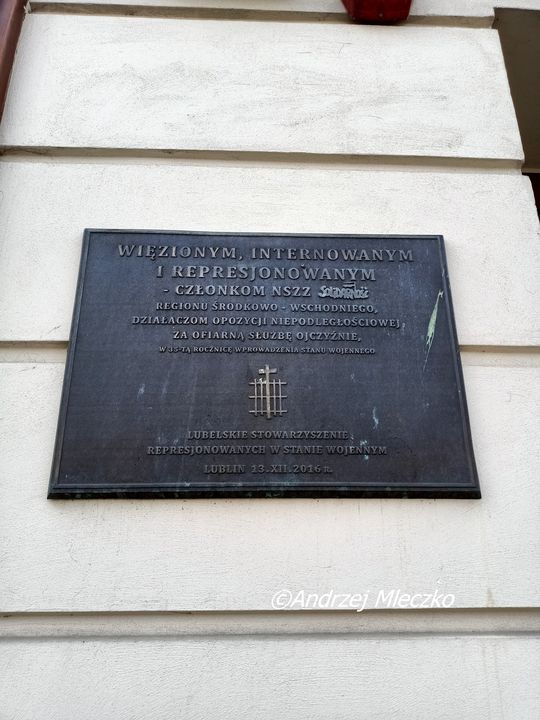 WIĘZIONYM, INTERNOWANYM
I REPRESJONOWANYM
- CZŁONKOM NSZZ SOLIDARNOŚĆ
REGIONU ŚRODKOWO - WSCHODNIEGO,
DZIAŁACZOM OPOZYCJI NIEPODLEGŁOŚCIOWEJ,
ZA OFIARNĄ SŁUŻBĘ OJCZYŹNIE,
W 35-TĄ ROCZNICĘ WPROWADZENIA STANU WOJENNEGO
LUBELSKIE STOWARZYSZENIE
REPRESJONOWANYCH W STANIE WOJENNYM
LUBLIN 13.XII.2016 R.
©Andrzej Mleczko